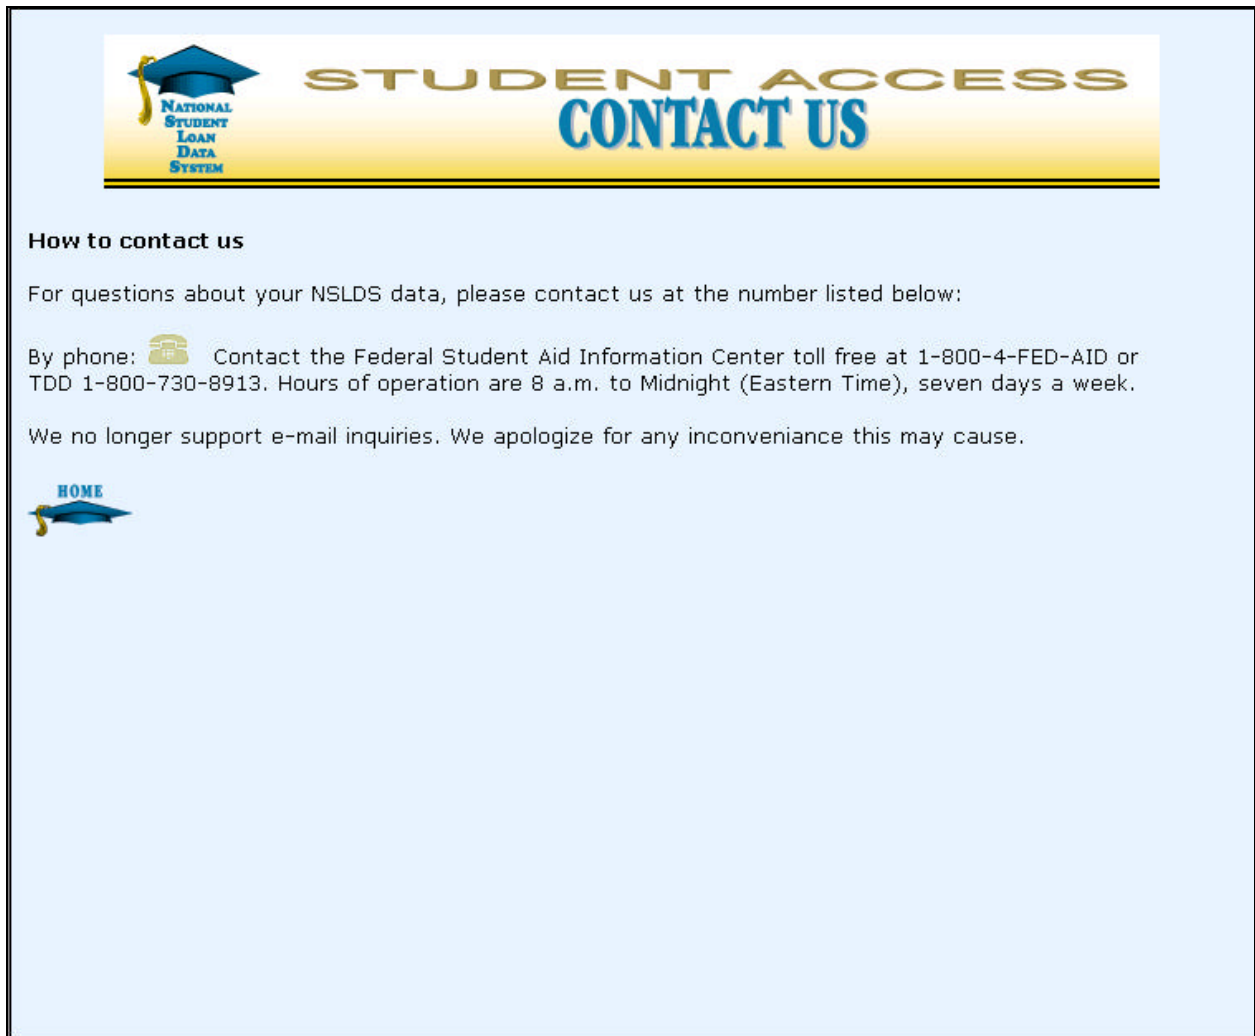 NATIONAL
STUDENT
LOAN
DATA
SYSTEM
STUDENT ACCESS
CONTACT US
How to contact us
For questions about your NSLDS data, please contact us at the number listed below:
By phone: Contact the Federal Student Aid Information Center toll free at 1-800-4-FED-AID or
TDD 1-800-730-8913. Hours of operation are 8 a.m. to Midnight (Eastern Time), seven days a week.
We no longer support e-mail inquiries. We apologize for any inconveniance this may cause.
HOME